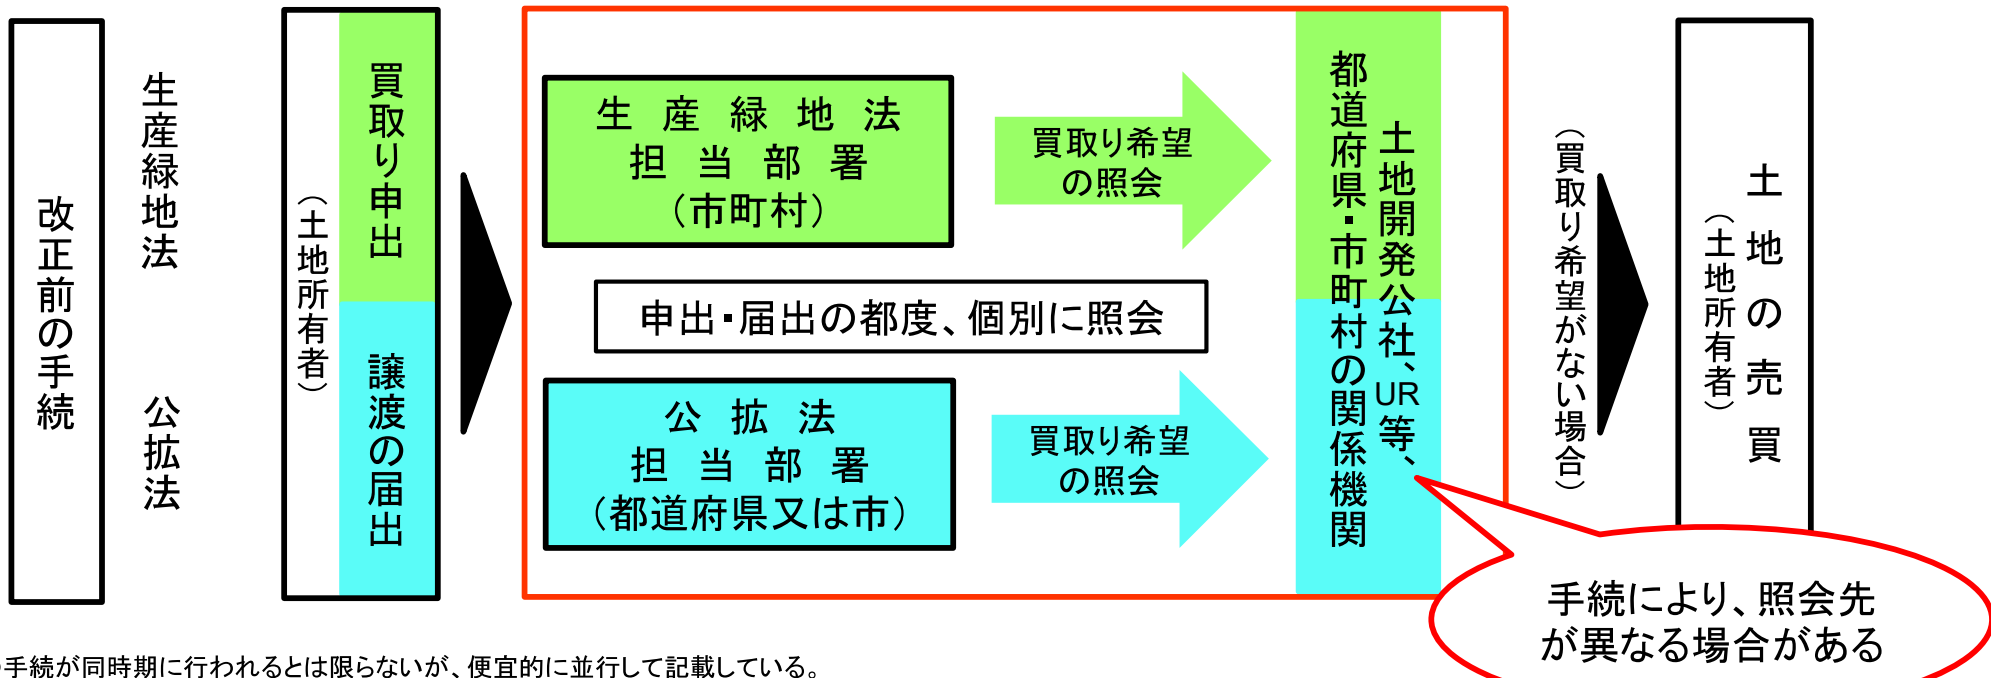 改正前の手続
生産緑地法
公拡法
（土地所有者）
買取り申出
譲渡の届出
生産緑地法
担当部署
（市町村）
買取り希望
の照会
申出・届出の都度、個別に照会
公拡法
担当部署
（都道府県又は市）
買取り希望
の照会
土地開発公社、UR等、
都道府県・市町村の関係機関
（買取り希望がない場合）
土地の売買
（土地所有者）
手続により、照会先
が異なる場合がある
手続が同時期に行われるとは限らないが、便宜的に並行して記載している。